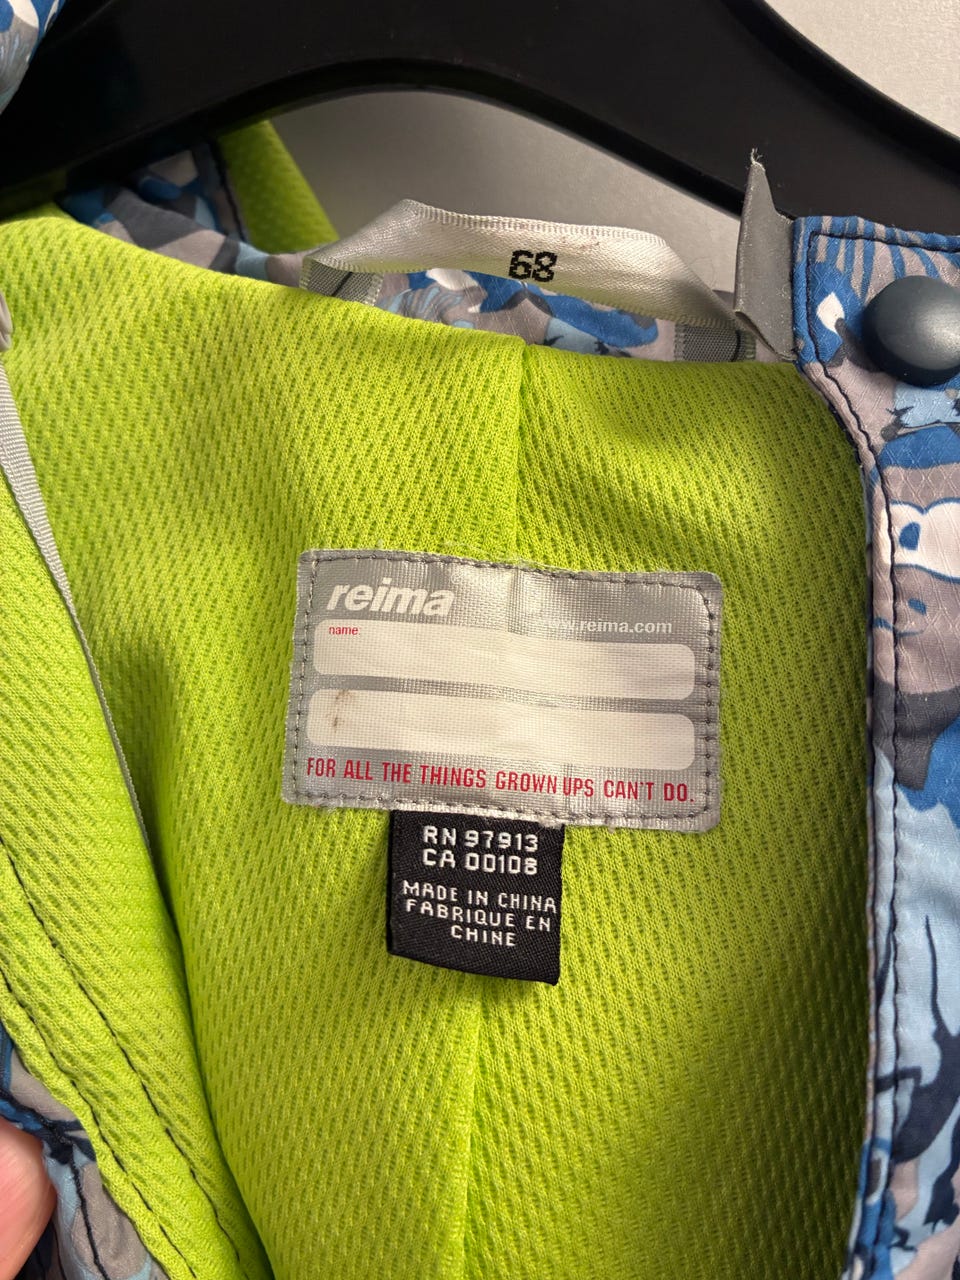 68
reima
www.reima.com
name:
FOR ALL THE THINGS GROWN UPS CAN'T DO.
RN 97913
CA 00108
MADE IN CHINA
FABRIQUE EN
CHINE